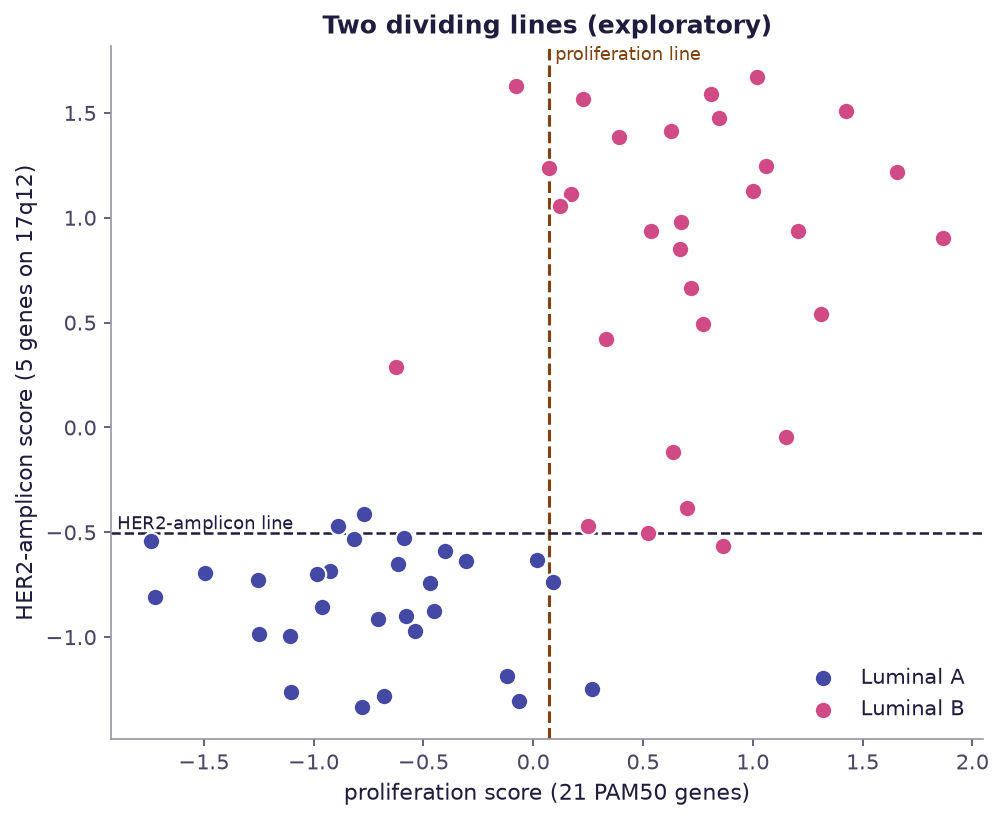 Two dividing lines (exploratory)
proliferation line
HER2-amplicon line
HER2-amplicon score (5 genes on 17q12)
1.5
1.0
0.5
0.0
−0.5
−1.0
Luminal A
Luminal B
−1.5
−1.0
−0.5
0.0
0.5
1.0
1.5
2.0
proliferation score (21 PAM50 genes)